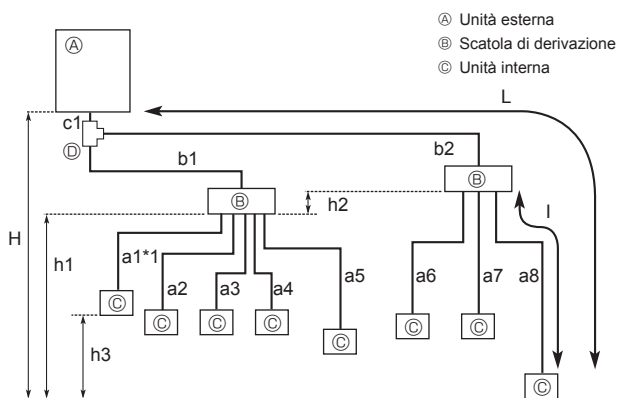 Ⓐ Unità esterna
Ⓑ Scatola di derivazione
Ⓒ Unità interna
Ⓐ
L
c1
Ⓓ
b1
b2
Ⓑ
Ⓑ
h2
H
h1
l
a1*1
a2
a3
a4
a5
a6
a7
a8
Ⓒ
Ⓒ
Ⓒ
Ⓒ
Ⓒ
Ⓒ
Ⓒ
Ⓒ
h3